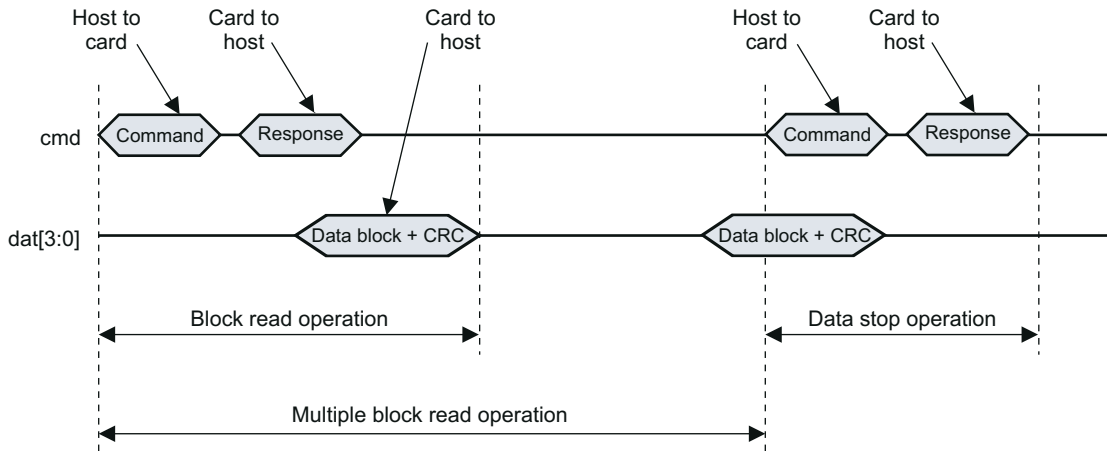 Host to
card
Card to
host
Card to
host
Host to
card
Card to
host
cmd
Command
Response
Command
Response
dat[3:0]
Data block + CRC
Data block + CRC
Block read operation
Data stop operation
Multiple block read operation